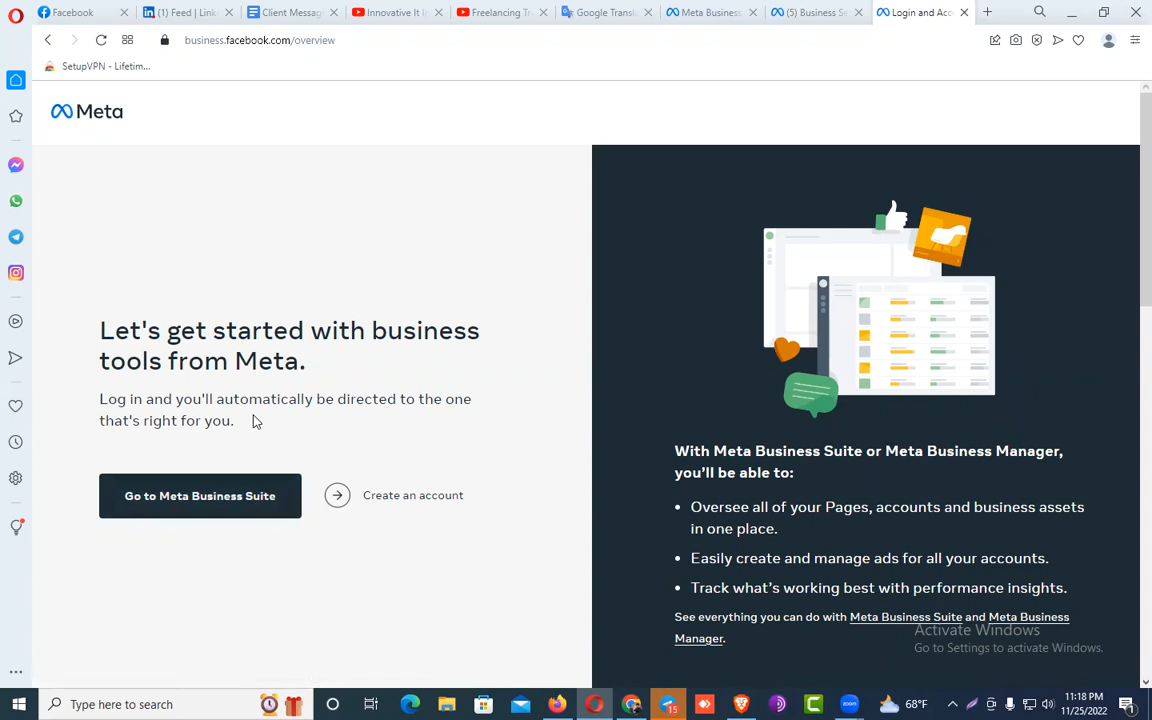 Facebook
(1) Feed | Link
Client Messag
Innovative It In
Freelancing Tr
Google Transl
Meta Business
(5) Business Se
Login and Acc
business.facebook.com/overview
SetupVPN - Lifetim...
Meta
Let's get started with business
tools from Meta.
Log in and you'll automatically be directed to the one
that's right for you.
Go to Meta Business Suite
Create an account
With Meta Business Suite or Meta Business Manager,
you'll be able to:
• Oversee all of your Pages, accounts and business assets
in one place.
• Easily create and manage ads for all your accounts.
• Track what's working best with performance insights.
See everything you can do with Meta Business Suite and Meta Business
Manager.
Activate Windows
Go to Settings to activate Windows.
Type here to search
15
zoom
68°F
11:18 PM
11/25/2022
1